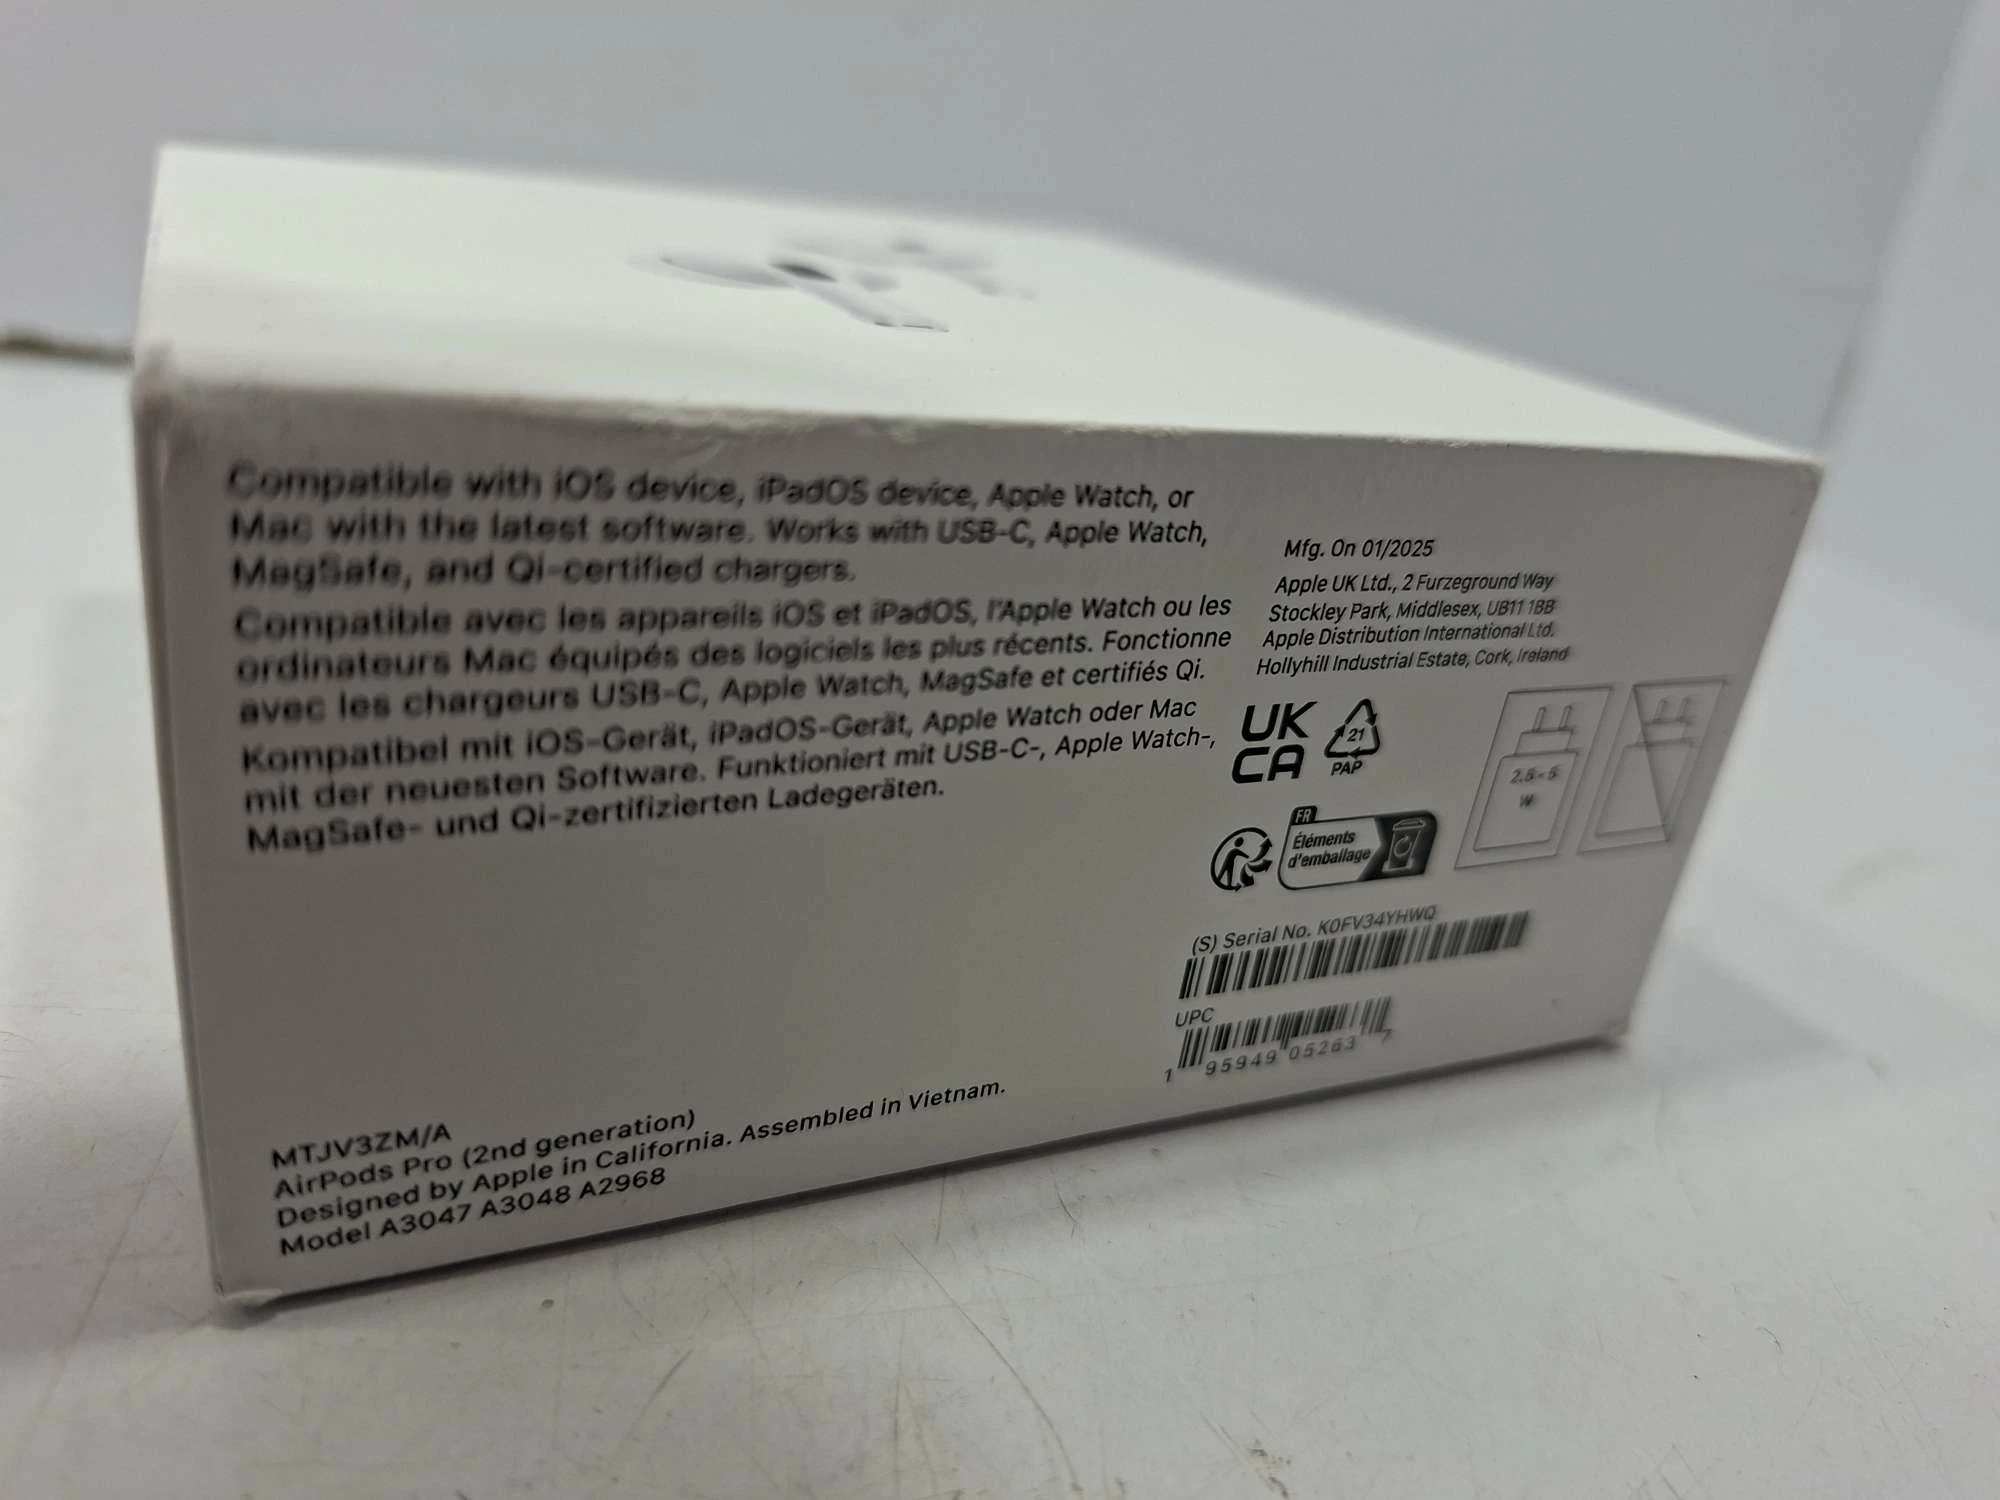 Compatible with iOS device, iPadOS device, Apple Watch, or
Mac with the latest software. Works with USB-C, Apple Watch,
MagSafe, and Qi-certified chargers.
Compatible avec les appareils iOS et iPadOS, l'Apple Watch ou les
ordinateurs Mac équipés des logiciels les plus récents. Fonctionne
avec les chargeurs USB-C, Apple Watch, MagSafe et certifiés Qi.
Kompatibel mit iOS-Gerät, iPadOS-Gerät, Apple Watch oder Mac
mit der neuesten Software. Funktioniert mit USB-C-, Apple Watch-,
MagSafe- und Qi-zertifizierten Ladegeräten.
MTJV3ZM/A
AirPods Pro (2nd generation)
Designed by Apple in California. Assembled in Vietnam.
Model A3047 A3048 A2968
Mfg. On 01/2025
Apple UK Ltd., 2 Furzeground Way
Stockley Park, Middlesex, UB11 1BB
Apple Distribution International Ltd.
Hollyhill Industrial Estate, Cork, Ireland
UK
CA
21
PAP
2.5-5
W
FR
Éléments
d'emballage
(S) Serial No. K0FV34YHWQ
UPC
1 95949 05263 7